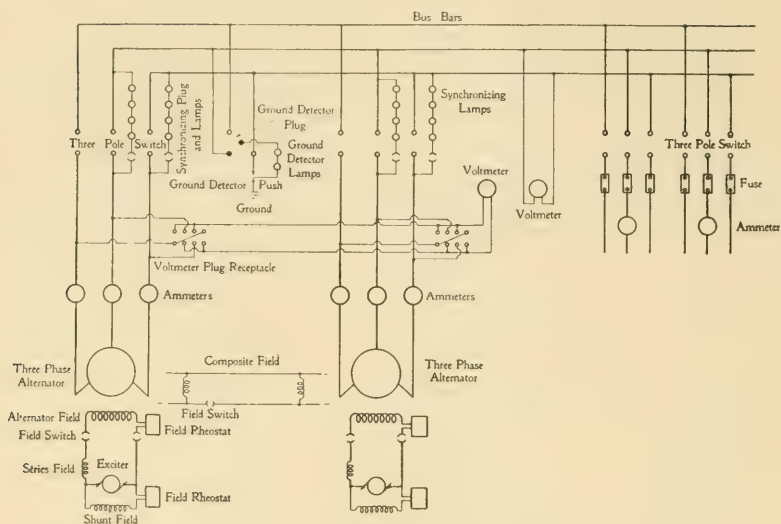 Bus Bars
Synchronizing Plug
and Lamps
Ground Detector
Plug
Synchronizing
Lamps
Three Pole Switch
Ground
Detector
Lamps
Three Pole Switch
Ground Detector Push
Ground
Voltmeter
Voltmeter
Fuse
Ammeter
Voltmeter Plug Receptacle
Ammeters
Ammeters
Three Phase
Alternator
Composite Field
Three Phase
Alternator
Field Switch
Alternator Field
Field Switch
Field Rheostat
Séries Field
Exciter
Field Rheostat
Shunt Field